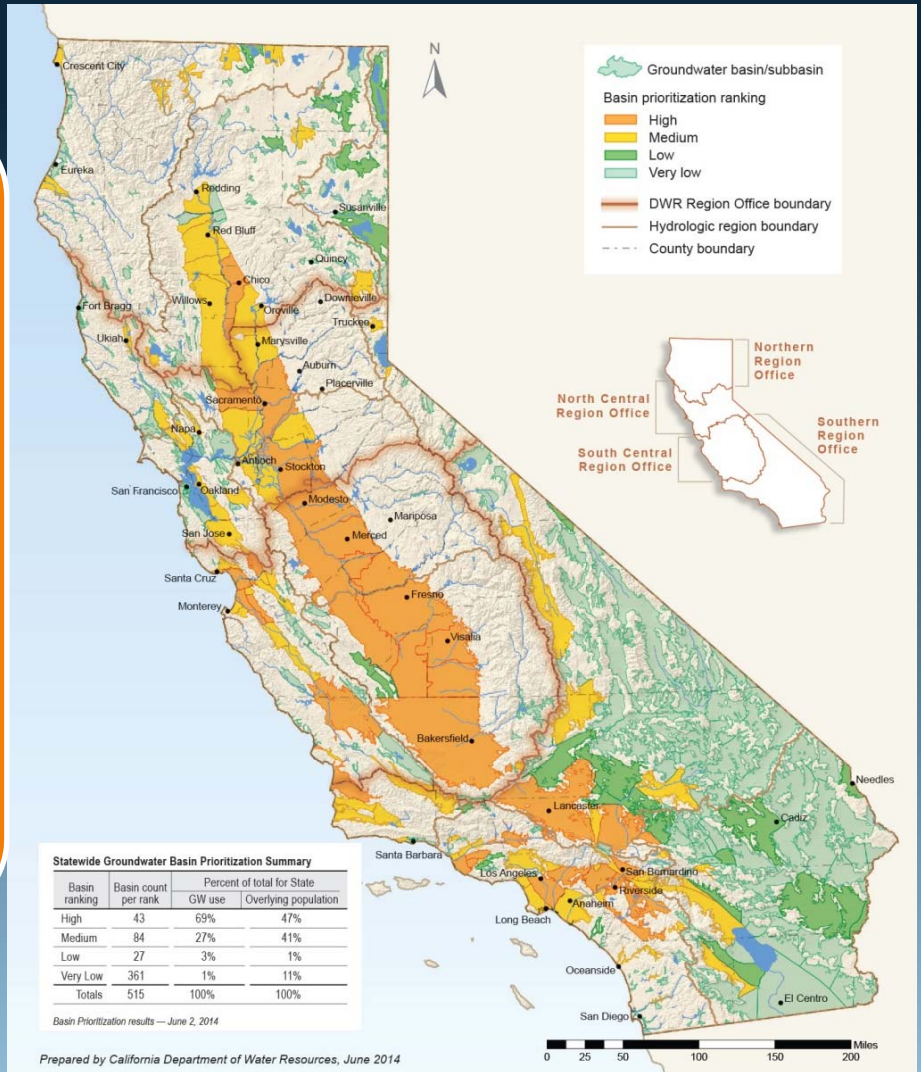 Crescent City
N
Groundwater basin/subbasin
Basin prioritization ranking
High
Medium
Low
Very low
DWR Region Office boundary
Hydrologic region boundary
County boundary
Eureka
Redding
Susanville
Red Bluff
Quincy
Chico
Fort Bragg
Willows
Oroville
Downieville
Truckee
Ukiah
Marysville
Auburn
Placerville
Sacramento
Napa
Antioch
Stockton
San Francisco
Oakland
Modesto
Mariposa
San Jose
Merced
Santa Cruz
Monterey
Fresno
Visalia
Bakersfield
Northern
Region
Office
North Central
Region Office
Southern
Region
Office
South Central
Region Office
Needles
Lancaster
Cadiz
Santa Barbara
Los Angeles
San Bernardino
Riverside
Anaheim
Long Beach
Oceanside
El Centro
San Diego
Statewide Groundwater Basin Prioritization Summary
Basin ranking Basin count per rank Percent of total for State
GW use Overlying population
High 43 69% 47%
Medium 84 27% 41%
Low 27 3% 1%
Very Low 361 1% 11%
Totals 515 100% 100%
Basin Prioritization results — June 2, 2014
Prepared by California Department of Water Resources, June 2014
Miles
0 25 50 100 150 200